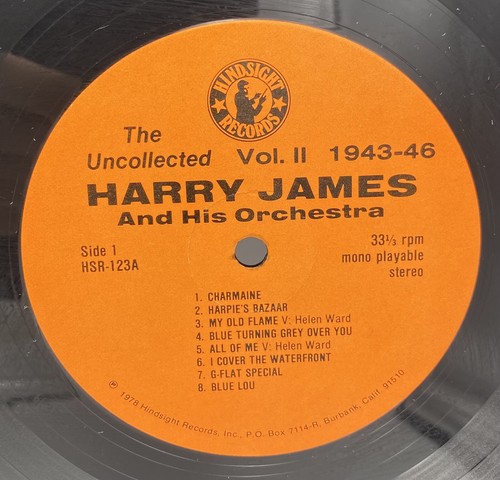 HINDSIGHT
RECORDS
The
Uncollected Vol. II 1943-46
HARRY JAMES
And His Orchestra
Side 1
HSR-123A
33⅓ rpm
mono playable
stereo
1. CHARMAINE
2. HARPIE'S BAZAAR
3. MY OLD FLAME V: Helen Ward
4. BLUE TURNING GREY OVER YOU
5. ALL OF ME V: Helen Ward
6. I COVER THE WATERFRONT
7. G-FLAT SPECIAL
8. BLUE LOU
℗ 1978 Hindsight Records, Inc., P.O. Box 7114-R, Burbank, Calif. 91510